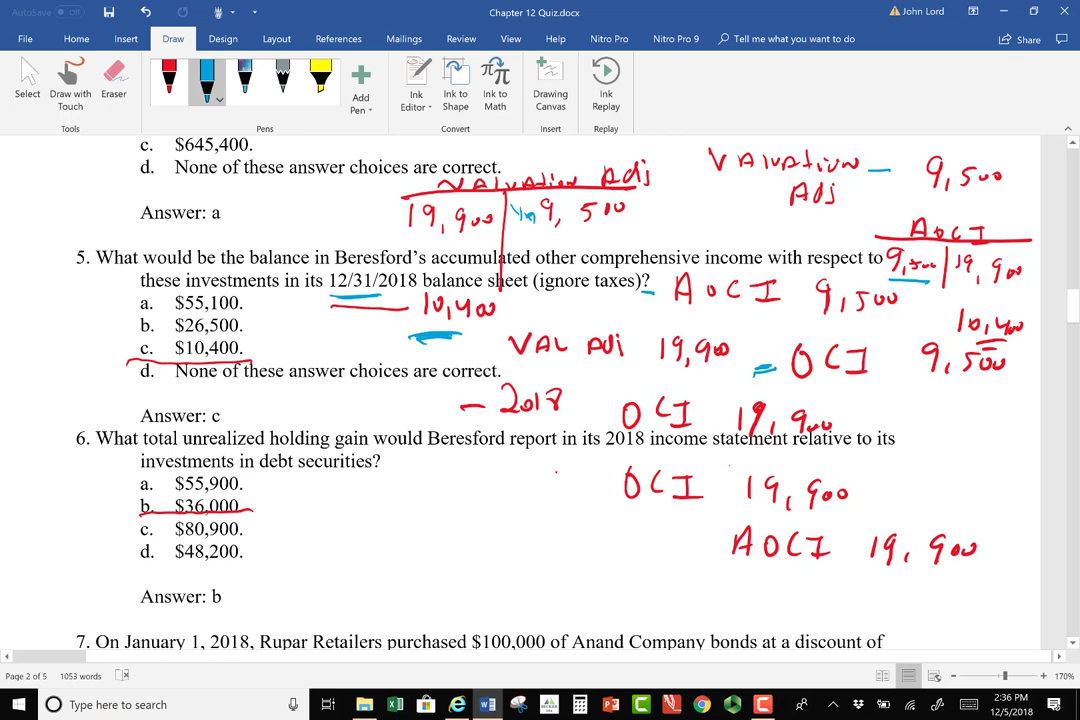 AutoSave Off
Chapter 12 Quiz.docx
John Lord
File Home Insert Draw Design Layout References Mailings Review View Help Nitro Pro Nitro Pro 9 Tell me what you want to do Share
Select
Draw with Touch
Eraser
Add Pen
Ink Editor
Ink to Shape
Ink to Math
Drawing Canvas
Ink Replay
Tools Pens Convert Insert Replay
c. $645,400.
d. None of these answer choices are correct.
VALUATION ADJ 9,500
Valuation Adj
19,900 9,500
Answer: a
AOCI
9,500 19,900
10,400
5. What would be the balance in Beresford's accumulated other comprehensive income with respect to
these investments in its 12/31/2018 balance sheet (ignore taxes)?
AOCI 9,500
a. $55,100.
10,400
b. $26,500.
c. $10,400.
VAL ADJ 19,900
OCI 9,500
d. None of these answer choices are correct.
2018
OCI 19,900
Answer: c
6. What total unrealized holding gain would Beresford report in its 2018 income statement relative to its
investments in debt securities?
a. $55,900.
OCI 19,900
b. $36,000.
c. $80,900.
AOCI 19,900
d. $48,200.
Answer: b
7. On January 1, 2018, Rupar Retailers purchased $100,000 of Anand Company bonds at a discount of
Page 2 of 5 1053 words 170%
Type here to search
2:36 PM
12/5/2018